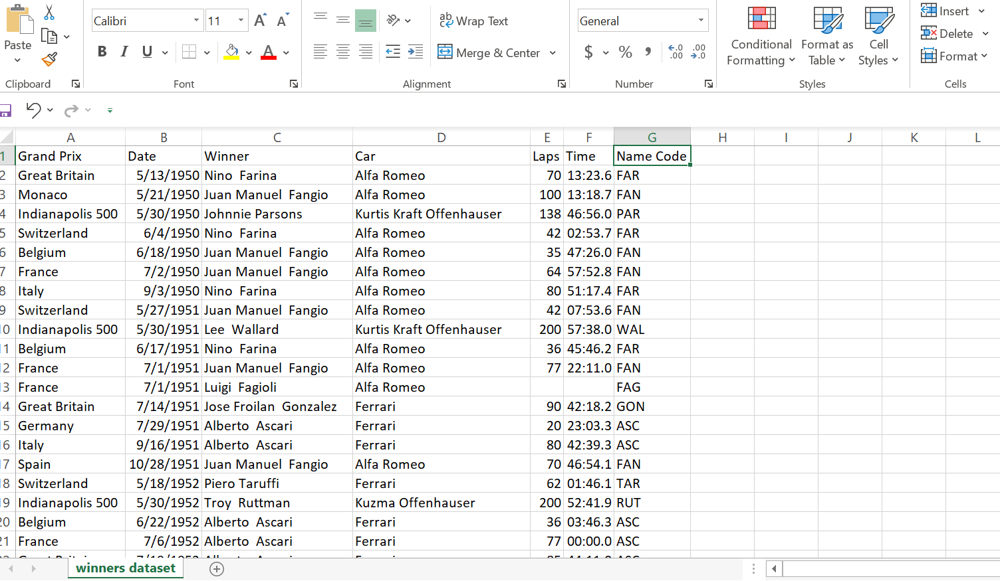 Calibri 11 A A ab Wrap Text General Insert
Paste Conditional Format as Cell Delete
B I U A Merge & Center $ % , .0 .00 Formatting Table Styles Format
.00 .0
Clipboard Font Alignment Number Styles Cells
A B C D E F G H I J K L
1 Grand Prix Date Winner Car Laps Time Name Code
2 Great Britain 5/13/1950 Nino Farina Alfa Romeo 70 13:23.6 FAR
3 Monaco 5/21/1950 Juan Manuel Fangio Alfa Romeo 100 13:18.7 FAN
4 Indianapolis 500 5/30/1950 Johnnie Parsons Kurtis Kraft Offenhauser 138 46:56.0 PAR
5 Switzerland 6/4/1950 Nino Farina Alfa Romeo 42 02:53.7 FAR
6 Belgium 6/18/1950 Juan Manuel Fangio Alfa Romeo 35 47:26.0 FAN
7 France 7/2/1950 Juan Manuel Fangio Alfa Romeo 64 57:52.8 FAN
8 Italy 9/3/1950 Nino Farina Alfa Romeo 80 51:17.4 FAR
9 Switzerland 5/27/1951 Juan Manuel Fangio Alfa Romeo 42 07:53.6 FAN
10 Indianapolis 500 5/30/1951 Lee Wallard Kurtis Kraft Offenhauser 200 57:38.0 WAL
11 Belgium 6/17/1951 Nino Farina Alfa Romeo 36 45:46.2 FAR
12 France 7/1/1951 Juan Manuel Fangio Alfa Romeo 77 22:11.0 FAN
13 France 7/1/1951 Luigi Fagioli Alfa Romeo FAG
14 Great Britain 7/14/1951 Jose Froilan Gonzalez Ferrari 90 42:18.2 GON
15 Germany 7/29/1951 Alberto Ascari Ferrari 20 23:03.3 ASC
16 Italy 9/16/1951 Alberto Ascari Ferrari 80 42:39.3 ASC
17 Spain 10/28/1951 Juan Manuel Fangio Alfa Romeo 70 46:54.1 FAN
18 Switzerland 5/18/1952 Piero Taruffi Ferrari 62 01:46.1 TAR
19 Indianapolis 500 5/30/1952 Troy Ruttman Kuzma Offenhauser 200 52:41.9 RUT
20 Belgium 6/22/1952 Alberto Ascari Ferrari 36 03:46.3 ASC
21 France 7/6/1952 Alberto Ascari Ferrari 77 00:00.0 ASC
winners dataset